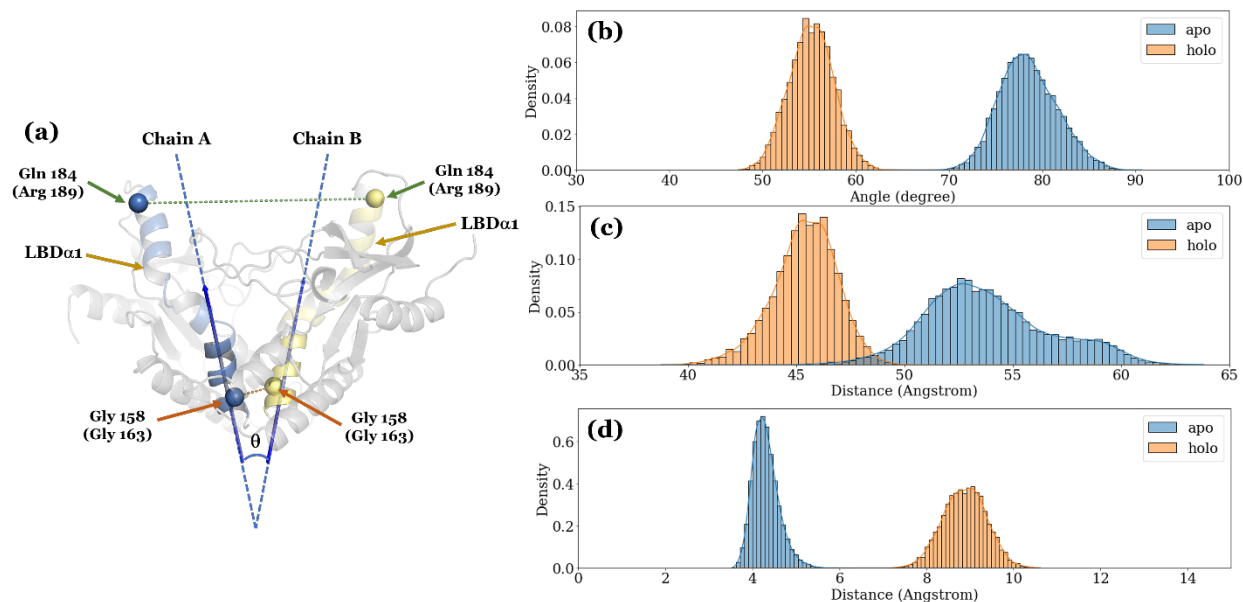 (a)
Chain A
Chain B
Gln 184
(Arg 189)
Gln 184
(Arg 189)
LBDα1
LBDα1
Gly 158
(Gly 163)
Gly 158
(Gly 163)
θ
(b)
apo
holo
Density
0.08
0.06
0.04
0.02
0.00
30 40 50 60 70 80 90 100
Angle (degree)
(c)
apo
holo
Density
0.15
0.10
0.05
0.00
35 40 45 50 55 60 65
Distance (Angstrom)
(d)
apo
holo
Density
0.6
0.4
0.2
0.0
0 2 4 6 8 10 12 14
Distance (Angstrom)